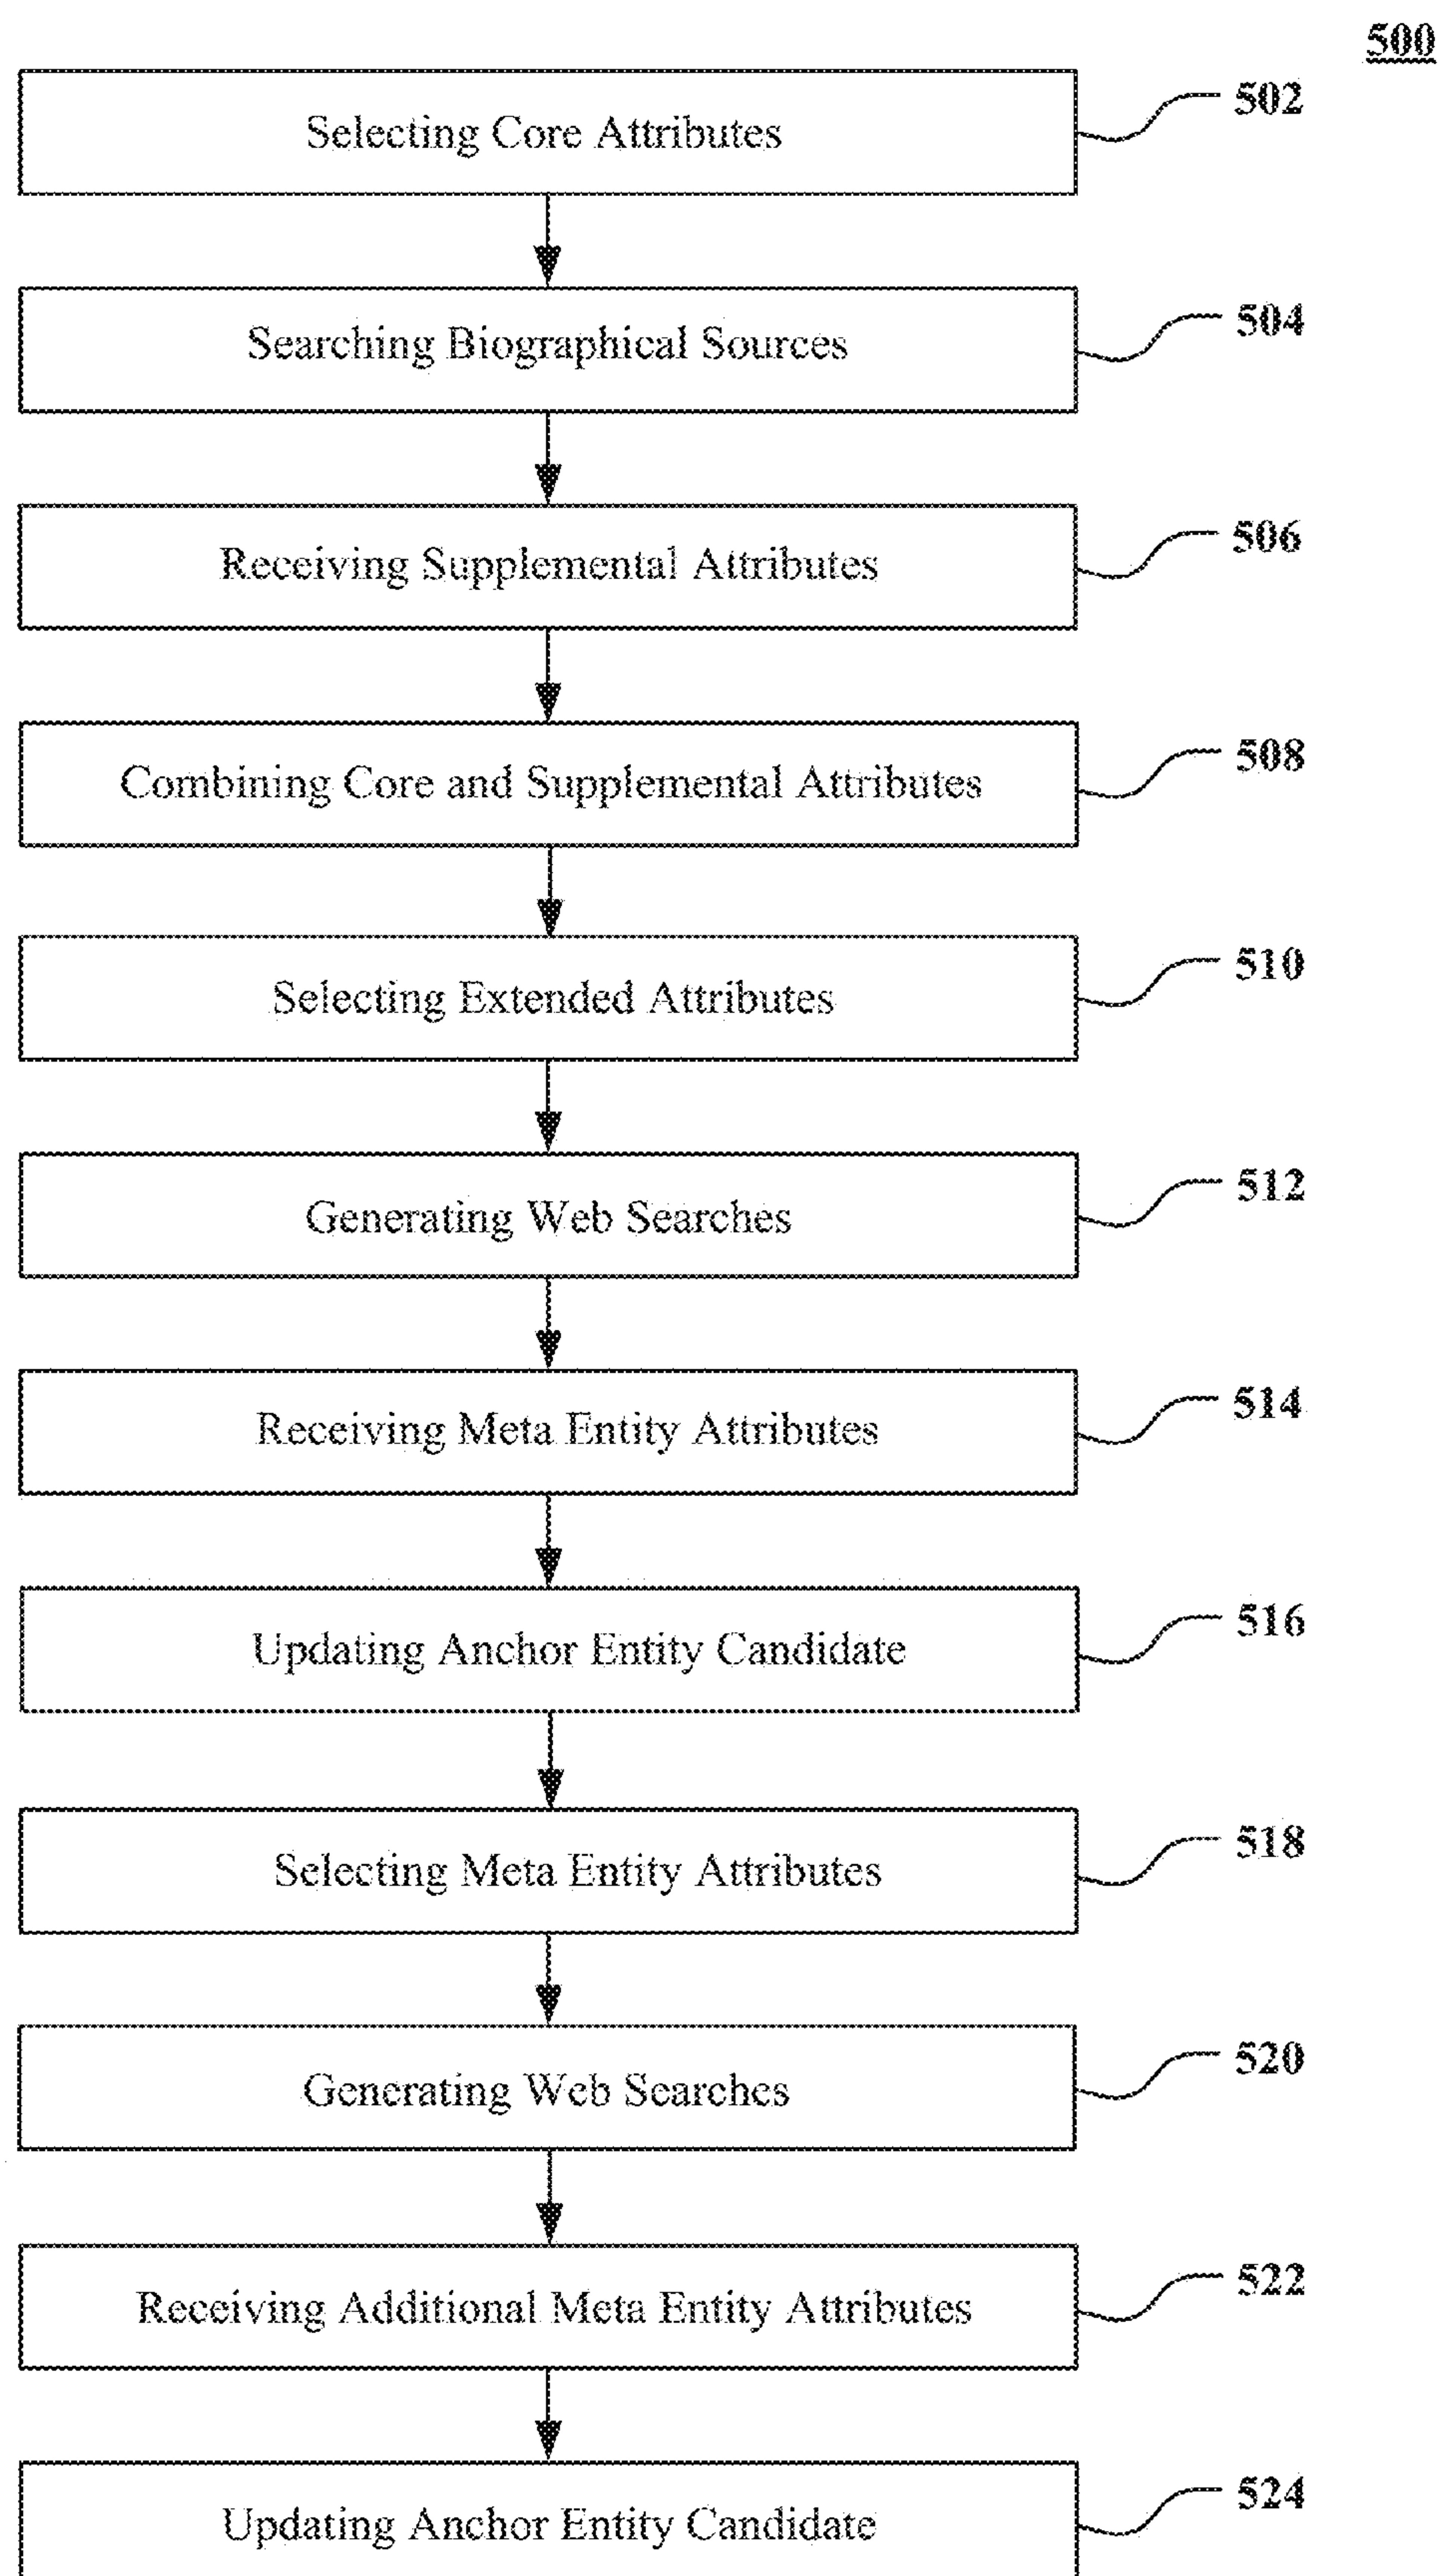 500
Selecting Core Attributes 502
Searching Biographical Sources 504
Receiving Supplemental Attributes 506
Combining Core and Supplemental Attributes 508
Selecting Extended Attributes 510
Generating Web Searches 512
Receiving Meta Entity Attributes 514
Updating Anchor Entity Candidate 516
Selecting Meta Entity Attributes 518
Generating Web Searches 520
Receiving Additional Meta Entity Attributes 522
Updating Anchor Entity Candidate 524